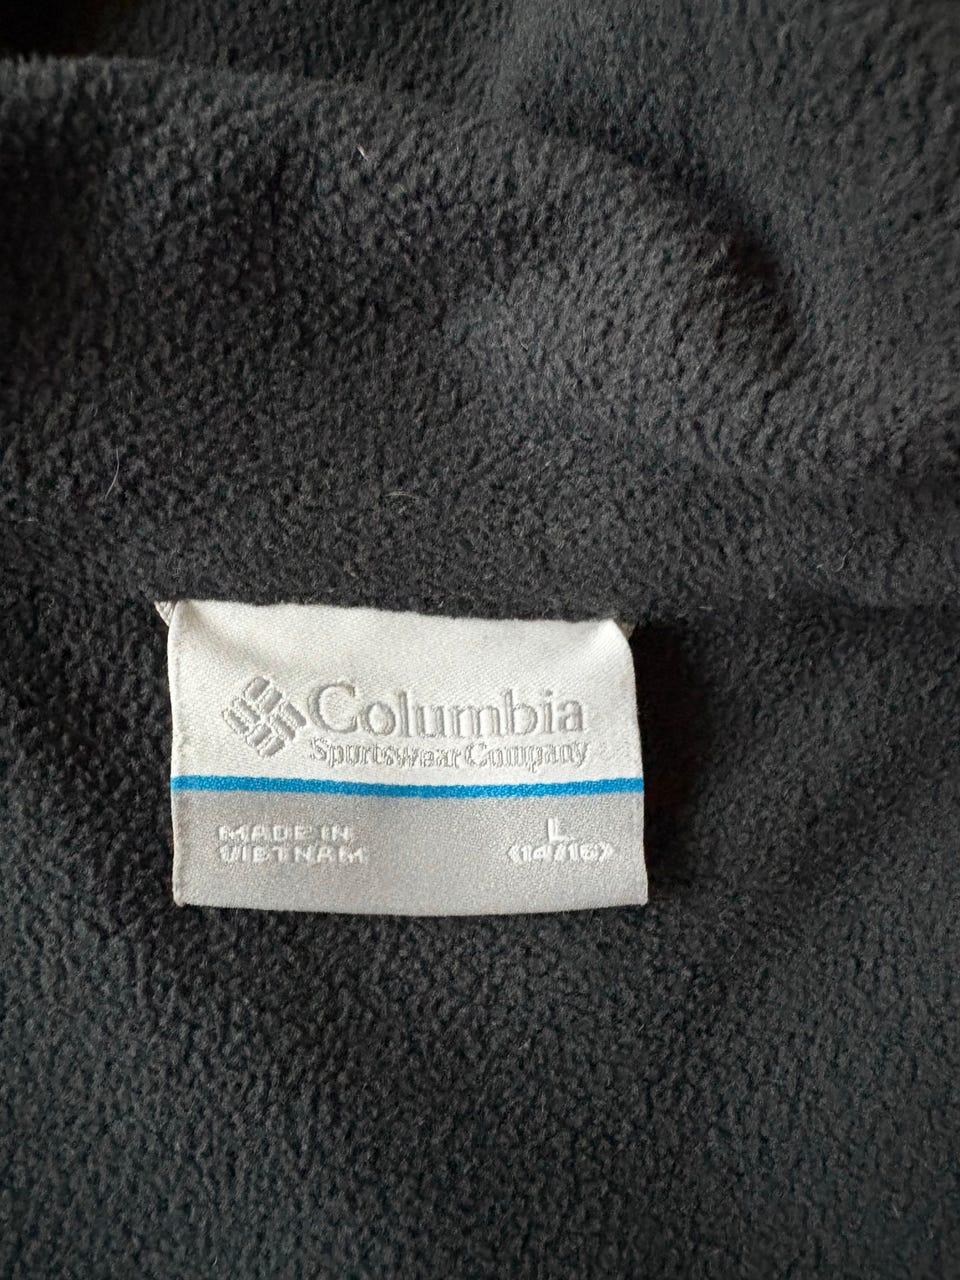 Columbia
Sportswear Company
MADE IN
VIETNAM
L
(14/16)